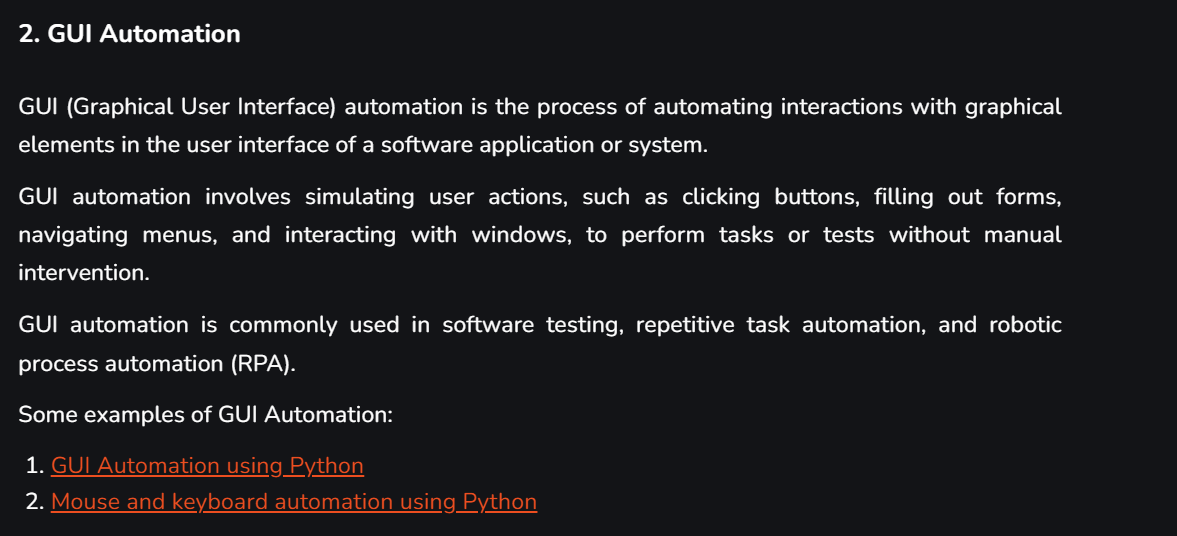 2. GUI Automation
GUI (Graphical User Interface) automation is the process of automating interactions with graphical
elements in the user interface of a software application or system.
GUI automation involves simulating user actions, such as clicking buttons, filling out forms,
navigating menus, and interacting with windows, to perform tasks or tests without manual
intervention.
GUI automation is commonly used in software testing, repetitive task automation, and robotic
process automation (RPA).
Some examples of GUI Automation:
1. GUI Automation using Python
2. Mouse and keyboard automation using Python